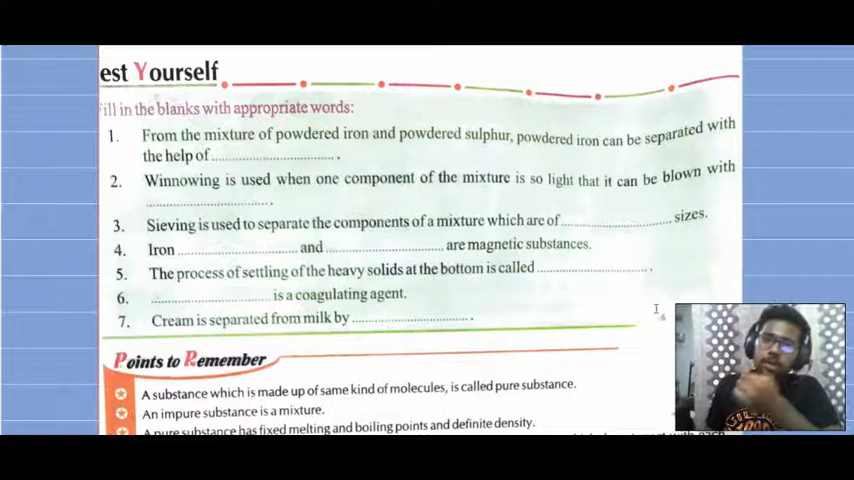 est Yourself
ill in the blanks with appropriate words:
1. From the mixture of powdered iron and powdered sulphur, powdered iron can be separated with
the help of ................................ .
2. Winnowing is used when one component of the mixture is so light that it can be blown with
................................ .
3. Sieving is used to separate the components of a mixture which are of ................................ sizes.
4. Iron ................................ and ................................ are magnetic substances.
5. The process of settling of the heavy solids at the bottom is called ................................ .
6. ................................ is a coagulating agent.
7. Cream is separated from milk by ................................ .
Points to Remember
A substance which is made up of same kind of molecules, is called pure substance.
An impure substance is a mixture.
A pure substance has fixed melting and boiling points and definite density.